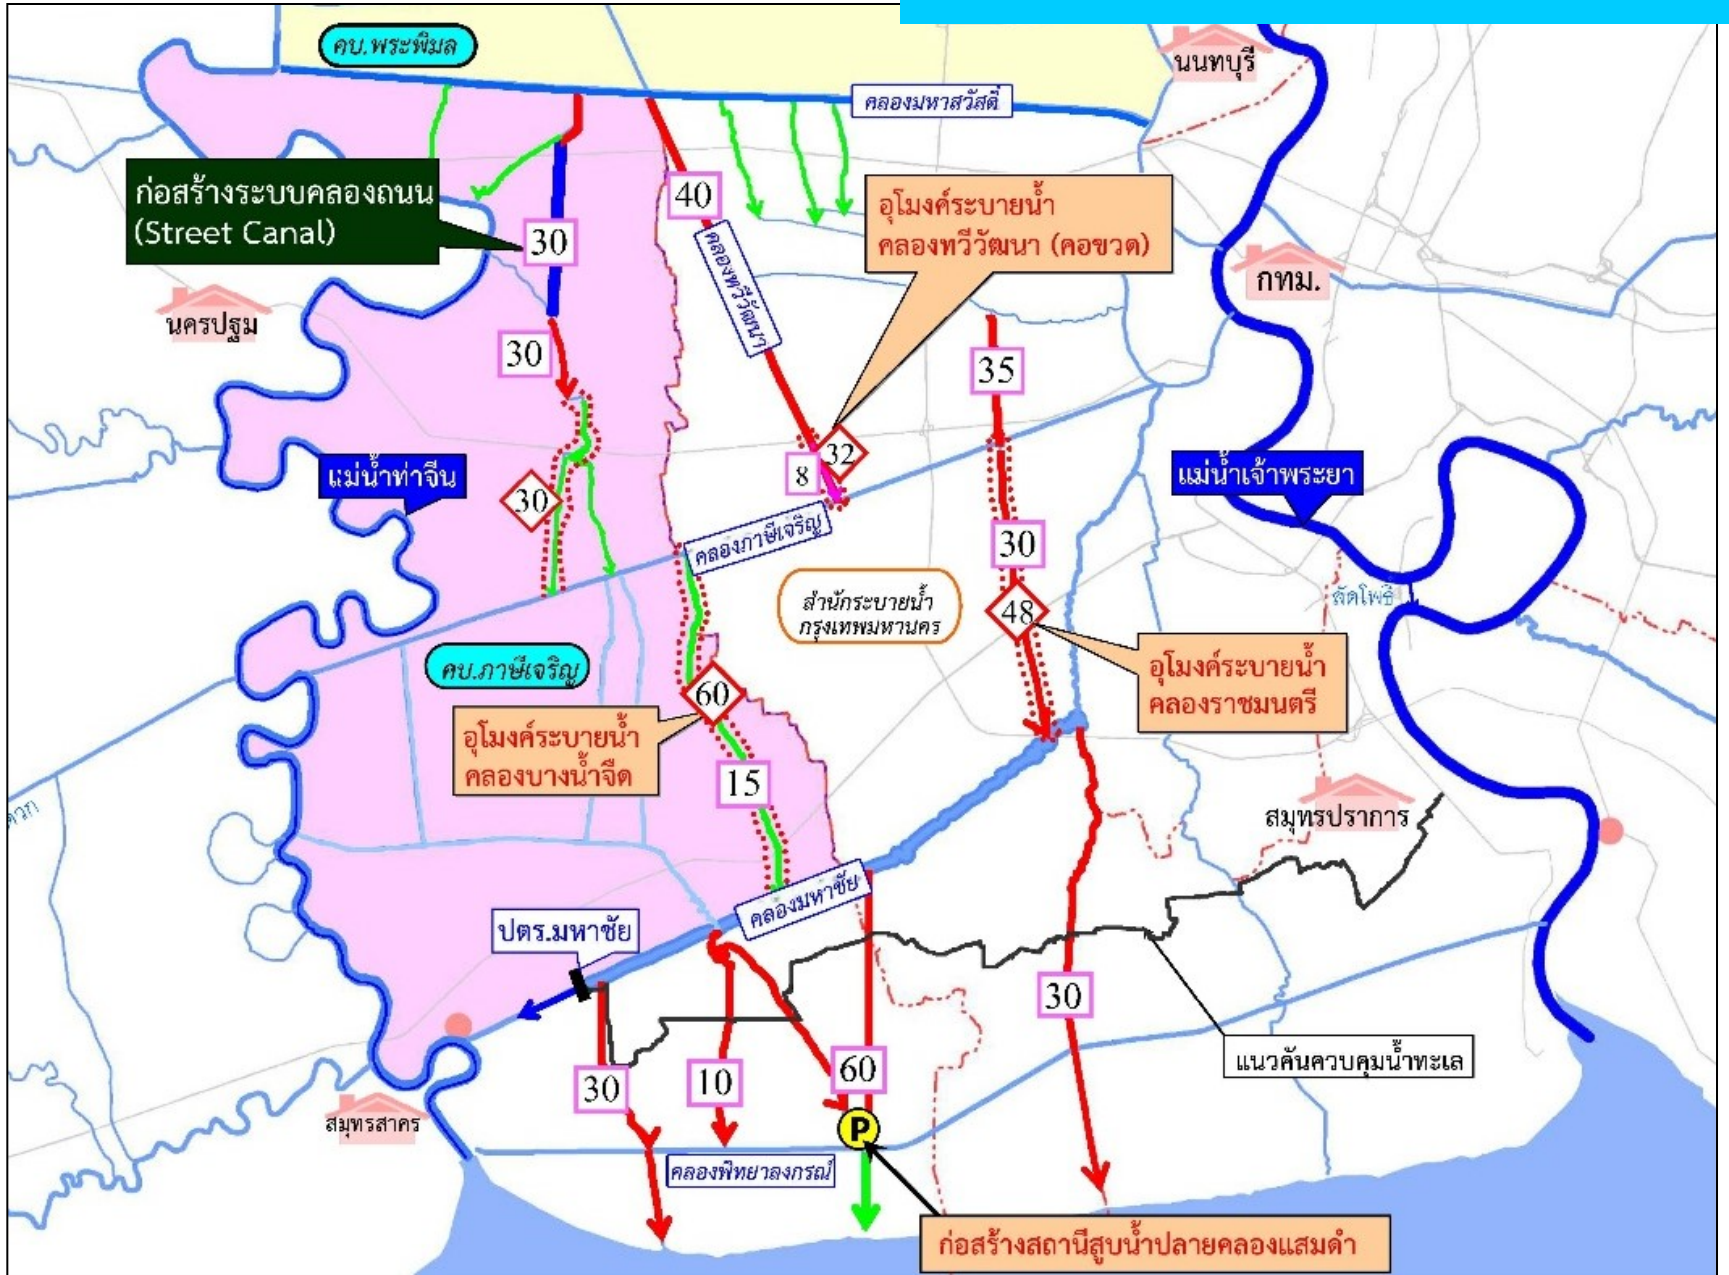 คบ.พระพิมล
นนทบุรี
คลองมหาสวัสดิ์
ก่อสร้างระบบคลองถนน
(Street Canal)
30
40
อุโมงค์ระบายน้ำ
คลองทวีวัฒนา (คอขวด)
คลองทวีวัฒนา
กทม.
นครปฐม
30
35
32
8
แม่น้ำท่าจีน
30
แม่น้ำเจ้าพระยา
คลองภาษีเจริญ
30
สำนักระบายน้ำ
กรุงเทพมหานคร
48
ลัดโพธิ์
คบ.ภาษีเจริญ
60
อุโมงค์ระบายน้ำ
คลองราชมนตรี
อุโมงค์ระบายน้ำ
คลองบางน้ำจืด
15
สมุทรปราการ
คลองมหาชัย
ปตร.มหาชัย
30
แนวคันควบคุมน้ำทะเล
30
10
60
สมุทรสาคร
P
คลองพิทยาลงกรณ์
ก่อสร้างสถานีสูบน้ำปลายคลองแสมดำ